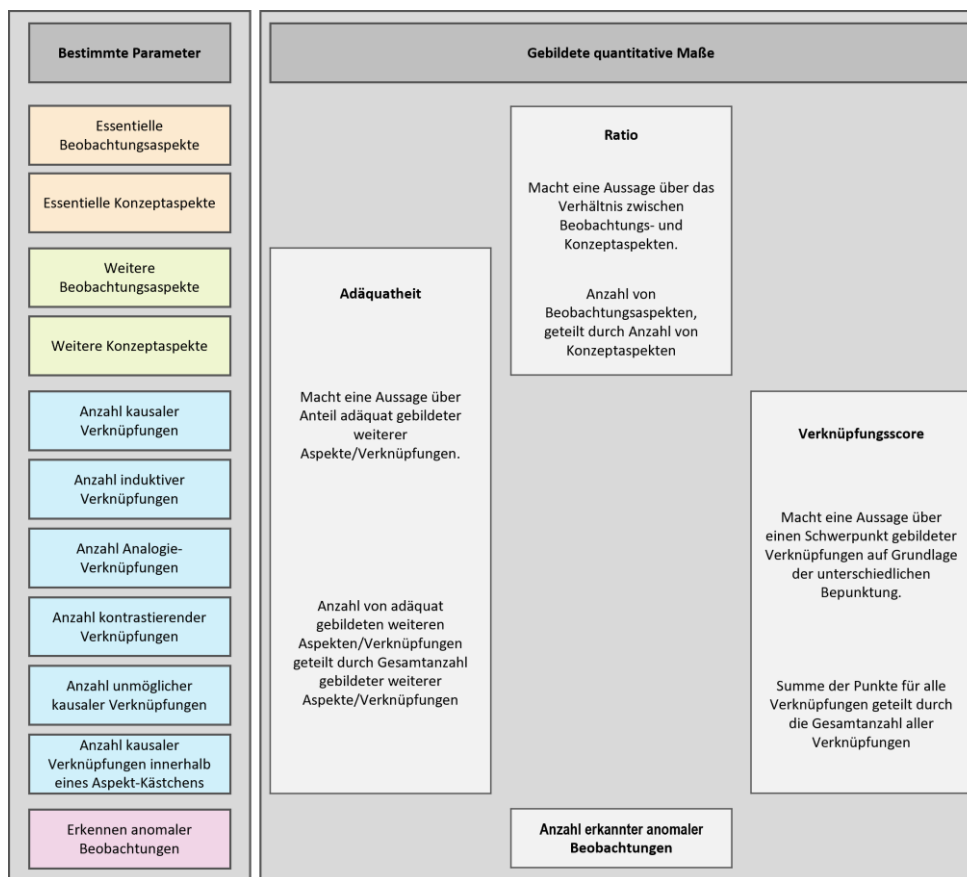 Bestimmte Parameter
Gebildete quantitative Maße
Essentielle
Beobachtungsaspekte
Essentielle Konzeptaspekte
Weitere
Beobachtungsaspekte
Weitere Konzeptaspekte
Anzahl kausaler
Verknüpfungen
Anzahl induktiver
Verknüpfungen
Anzahl Analogie-
Verknüpfungen
Anzahl kontrastierender
Verknüpfungen
Anzahl unmöglicher
kausaler Verknüpfungen
Anzahl kausaler
Verknüpfungen innerhalb
eines Aspekt-Kästchens
Erkennen anomaler
Beobachtungen
Adäquatheit
Macht eine Aussage über
Anteil adäquat gebildeter
weiterer
Aspekte/Verknüpfungen.
Anzahl von adäquat
gebildeten weiteren
Aspekten/Verknüpfungen
geteilt durch Gesamtanzahl
gebildeter weiterer
Aspekte/Verknüpfungen
Ratio
Macht eine Aussage über das
Verhältnis zwischen
Beobachtungs- und
Konzeptaspekten.
Anzahl von
Beobachtungsaspekten,
geteilt durch Anzahl von
Konzeptaspekten
Verknüpfungsscore
Macht eine Aussage über
einen Schwerpunkt gebildeter
Verknüpfungen auf Grundlage
der unterschiedlichen
Bepunktung.
Summe der Punkte für alle
Verknüpfungen geteilt durch
die Gesamtanzahl aller
Verknüpfungen
Anzahl erkannter anomaler
Beobachtungen